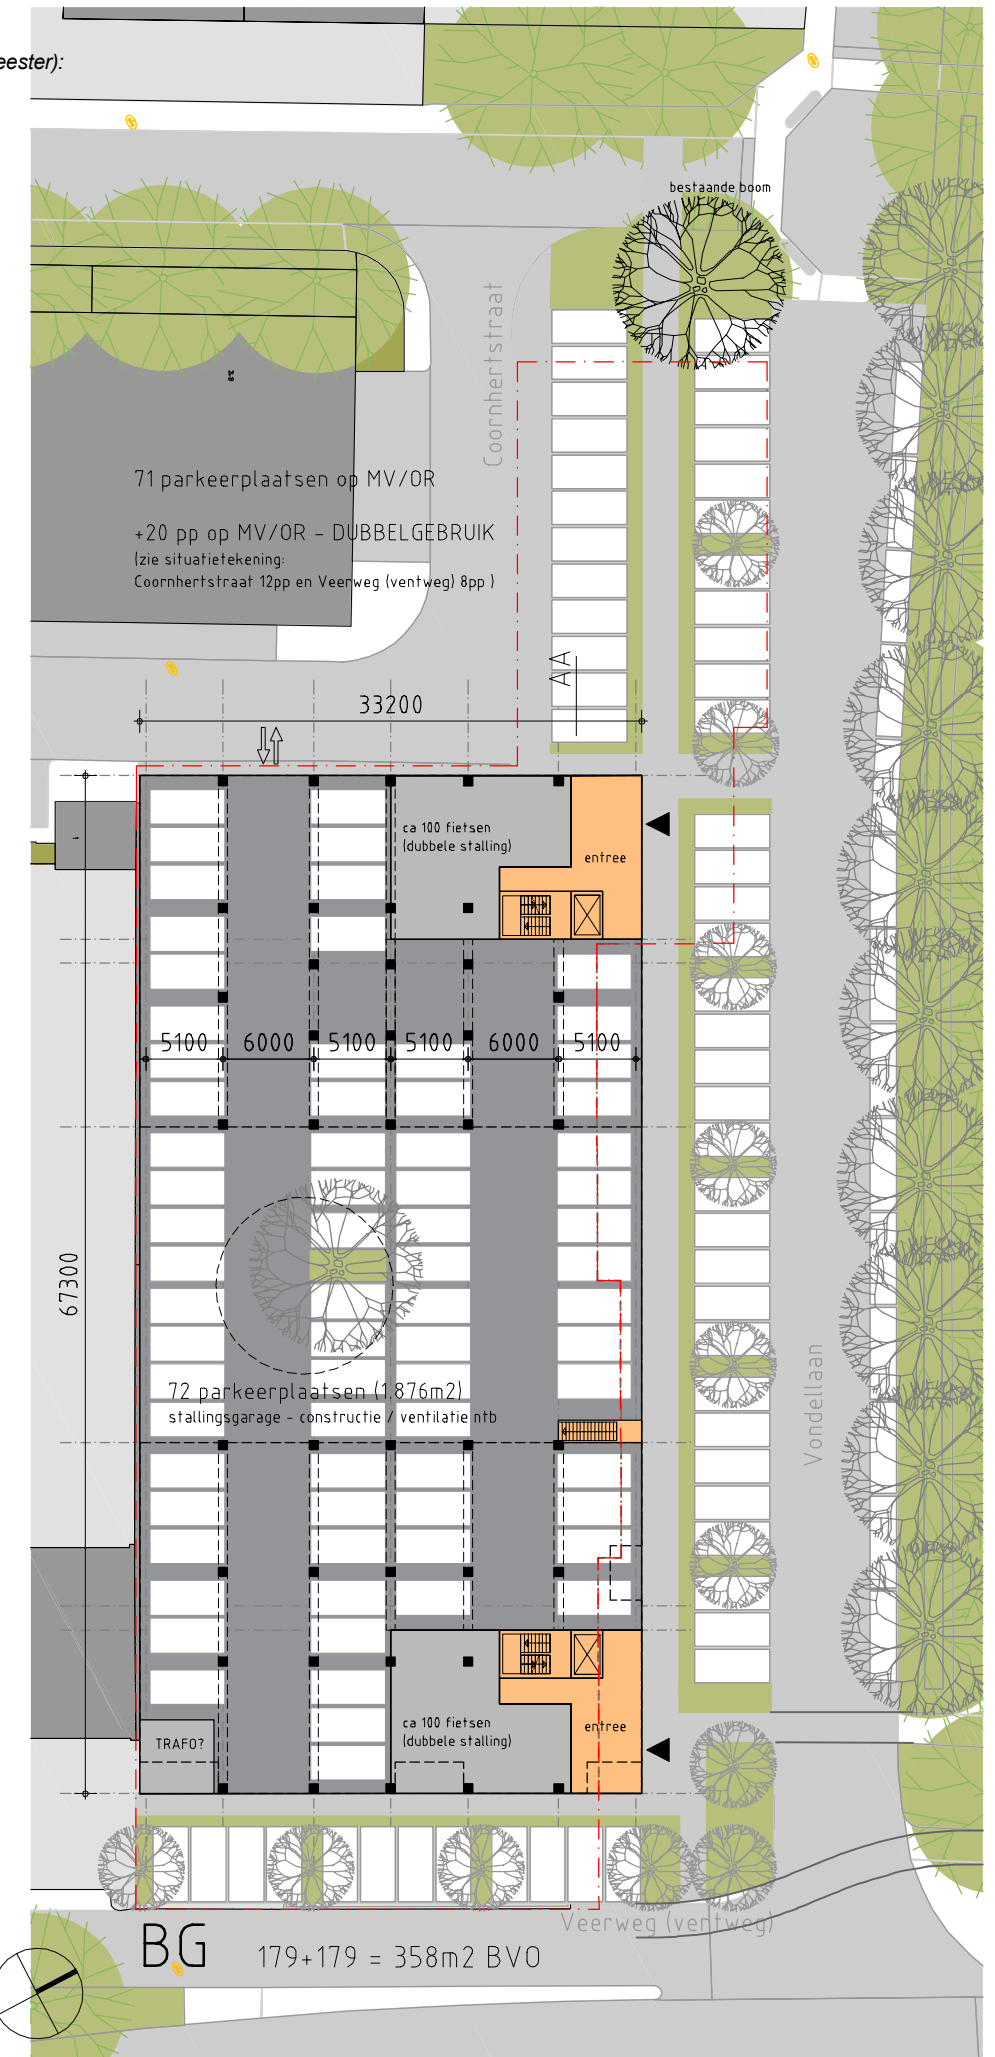 eester):
bestaande boom
Coornhertstraat
71 parkeerplaatsen op MV/OR
+20 pp op MV/OR - DUBBELGEBRUIK
(zie situatietekening:
Coornhertstraat 12pp en Veerweg (ventweg) 8pp )
A A
33200
ca 100 fietsen
(dubbele stalling)
entree
5100 6000 5100 5100 6000 5100
67300
72 parkeerplaatsen (1.876m2)
stallingsgarage - constructie / ventilatie ntb
Vondellaan
TRAFO?
ca 100 fietsen
(dubbele stalling)
entree
Veerweg (ventweg)
BG
179+179 = 358m2 BVO